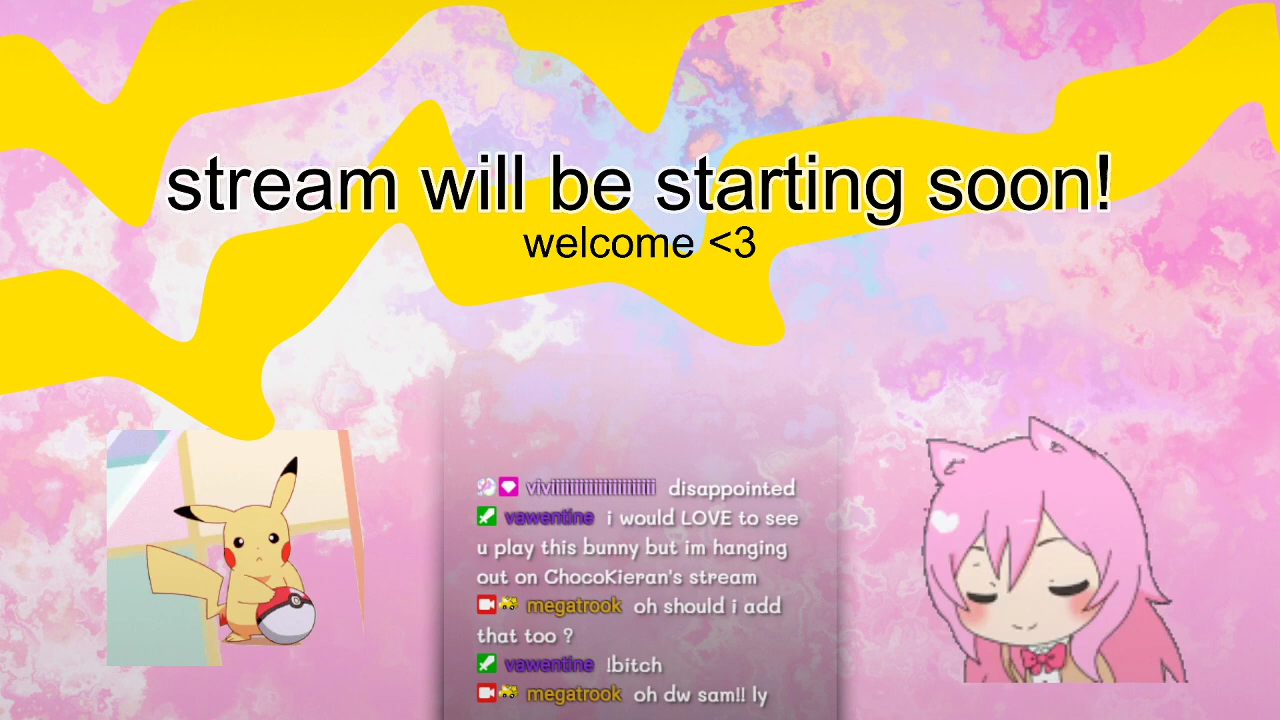 stream will be starting soon!
welcome <3
viviiiiiiiiiiiiiiiiiiiiii disappointed
vawentine i would LOVE to see
u play this bunny but im hanging
out on ChocoKieran's stream
megatrook oh should i add
that too ?
vawentine !bitch
megatrook oh dw sam!! ly